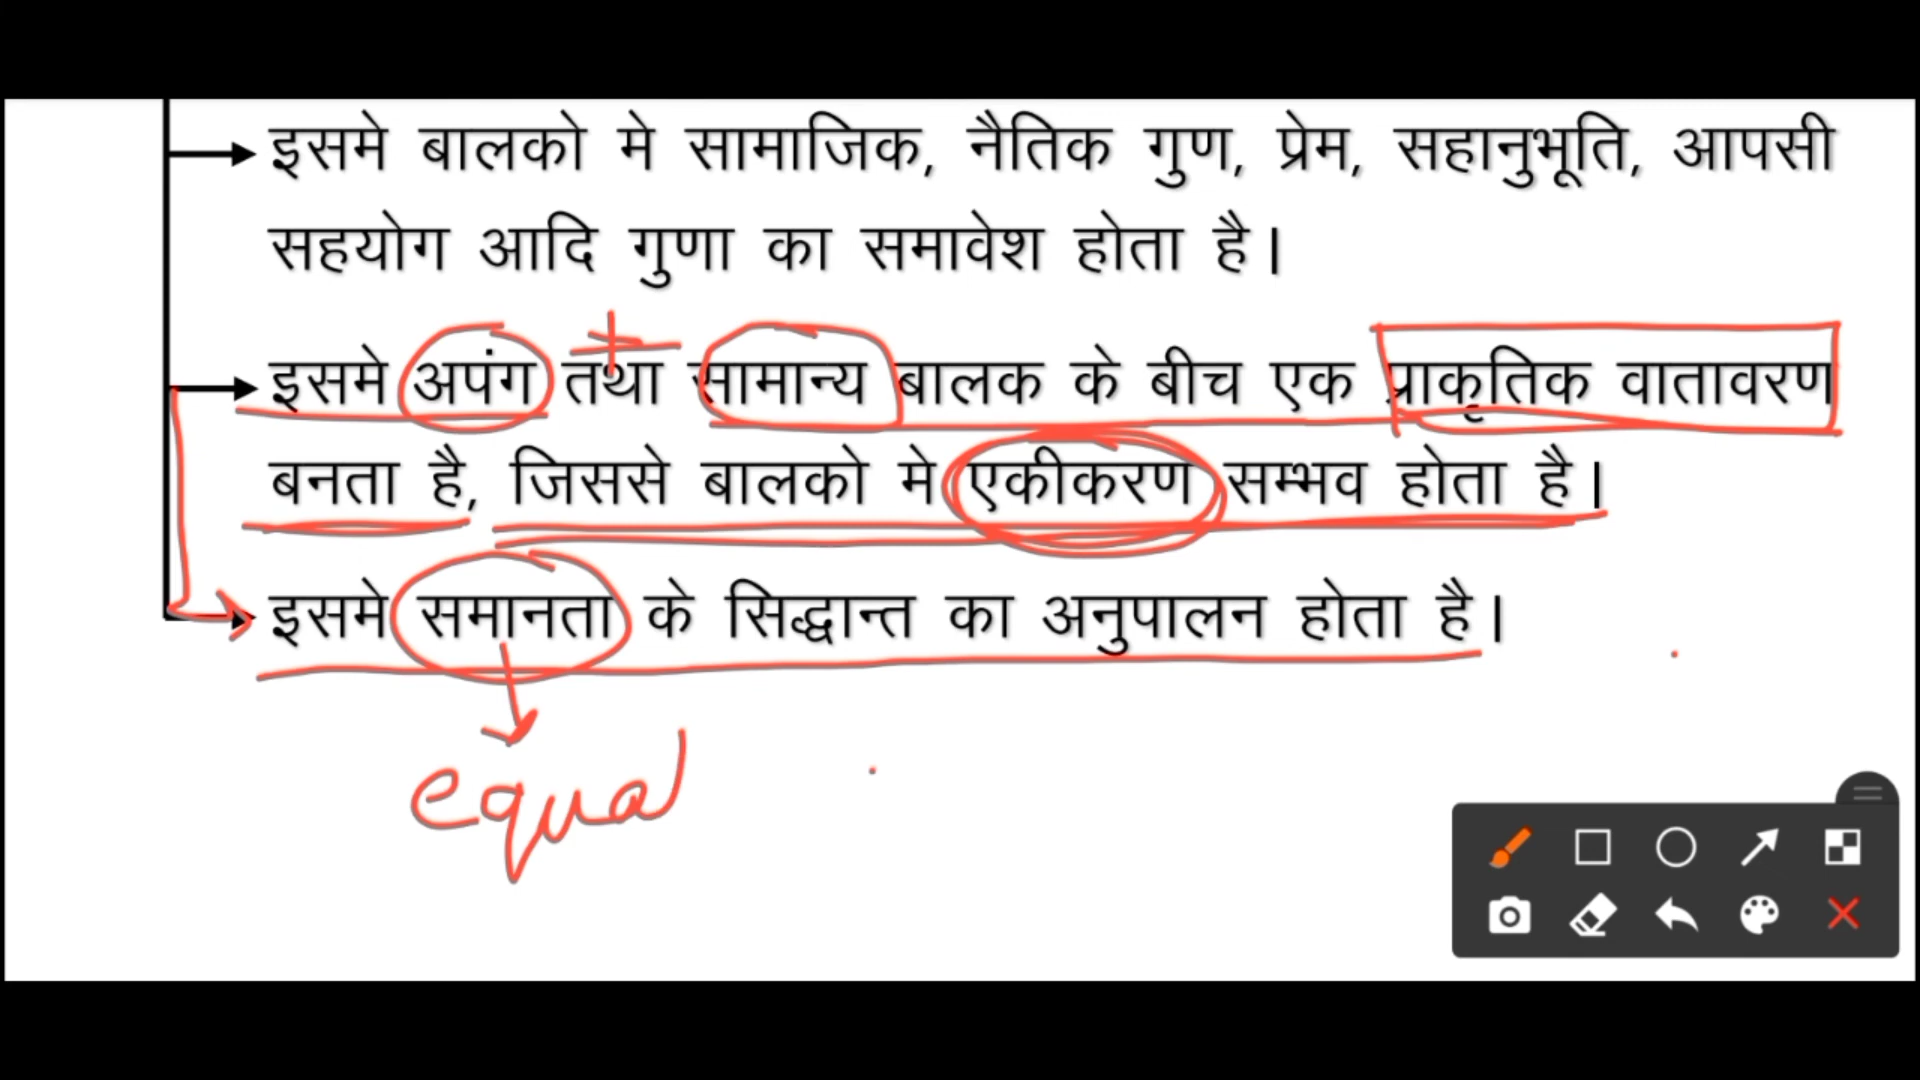 इसमे बालको मे सामाजिक, नैतिक गुण, प्रेम, सहानुभूति, आपसी
सहयोग आदि गुणा का समावेश होता है।
इसमे अपंग तथा सामान्य बालक के बीच एक प्राकृतिक वातावरण
बनता है, जिससे बालको मे एकीकरण सम्भव होता है।
इसमे समानता के सिद्धान्त का अनुपालन होता है।
equal